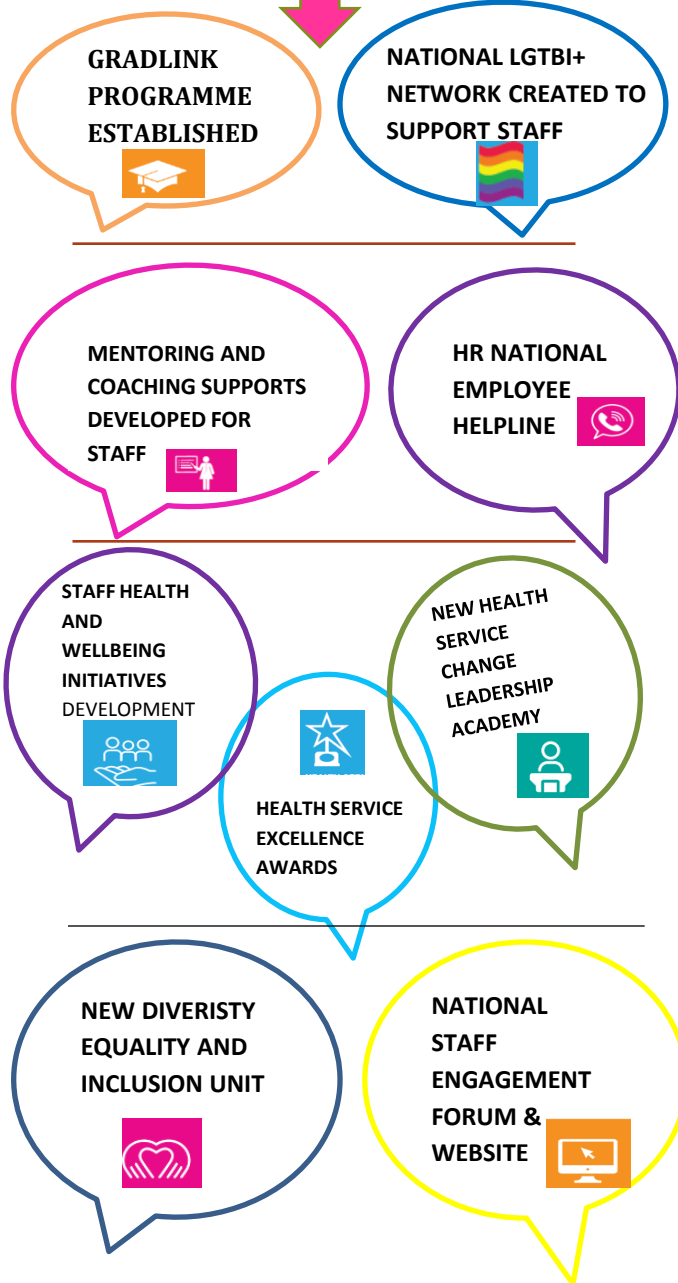 GRADLINK
PROGRAMME
ESTABLISHED
NATIONAL LGTBI+
NETWORK CREATED TO
SUPPORT STAFF
MENTORING AND
COACHING SUPPORTS
DEVELOPED FOR
STAFF
HR NATIONAL
EMPLOYEE
HELPLINE
STAFF HEALTH
AND
WELLBEING
INITIATIVES
DEVELOPMENT
HEALTH SERVICE
EXCELLENCE
AWARDS
NEW HEALTH
SERVICE
CHANGE
LEADERSHIP
ACADEMY
NEW DIVERISTY
EQUALITY AND
INCLUSION UNIT
NATIONAL
STAFF
ENGAGEMENT
FORUM &
WEBSITE